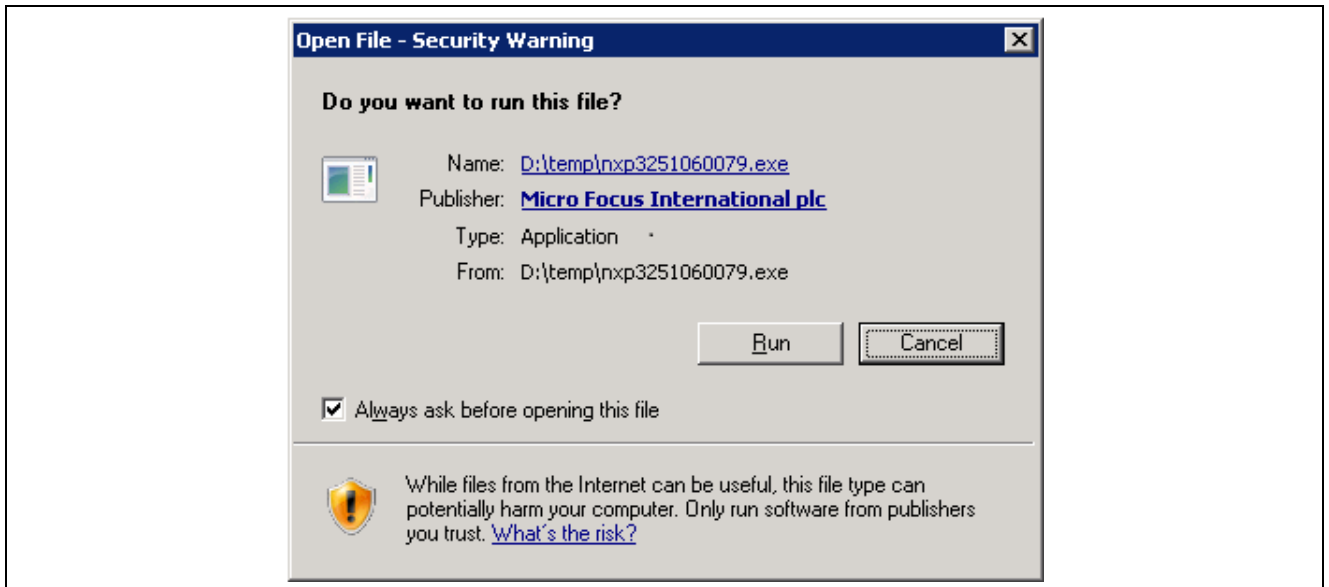 Open File - Security Warning
Do you want to run this file?
Name: D:\temp\nxp3251060079.exe
Publisher: Micro Focus International plc
Type: Application
From: D:\temp\nxp3251060079.exe
Run Cancel
Always ask before opening this file
While files from the Internet can be useful, this file type can
potentially harm your computer. Only run software from publishers
you trust. What's the risk?